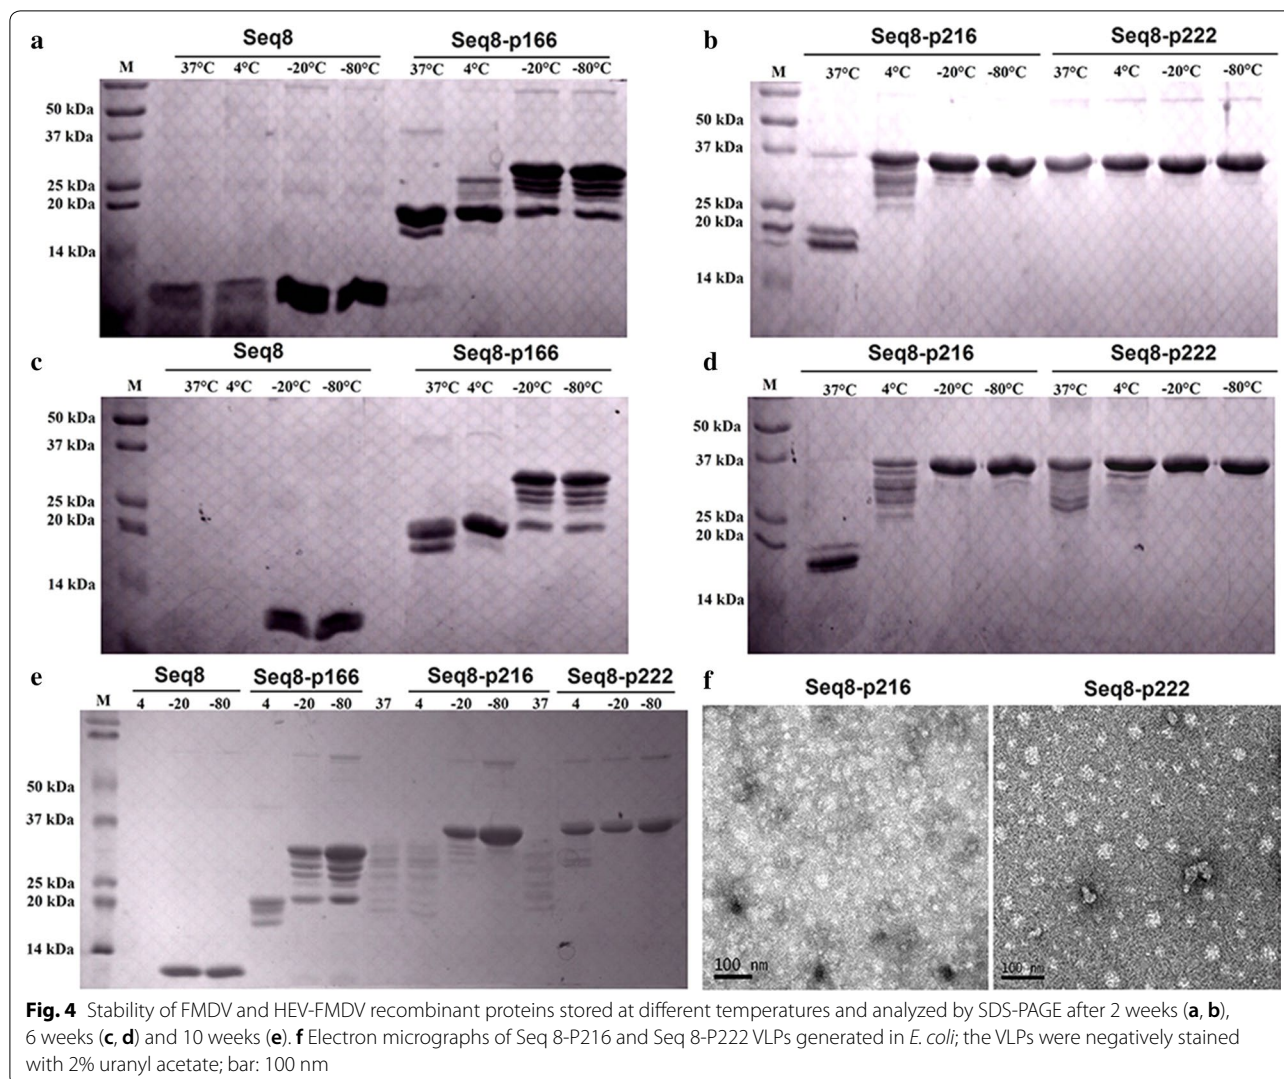 a
Seq8
Seq8-p166
M
37°C
4°C
-20°C
-80°C
37°C
4°C
-20°C
-80°C
50 kDa
37 kDa
25 kDa
20 kDa
14 kDa
b
Seq8-p216
Seq8-p222
M
37°C
4°C
-20°C
-80°C
37°C
4°C
-20°C
-80°C
50 kDa
37 kDa
25 kDa
20 kDa
14 kDa
c
Seq8
Seq8-p166
M
37°C
4°C
-20°C
-80°C
37°C
4°C
-20°C
-80°C
50 kDa
37 kDa
25 kDa
20 kDa
14 kDa
d
Seq8-p216
Seq8-p222
M
37°C
4°C
-20°C
-80°C
37°C
4°C
-20°C
-80°C
50 kDa
37 kDa
25 kDa
20 kDa
14 kDa
e
Seq8
Seq8-p166
Seq8-p216
Seq8-p222
M
4
-20
-80
4
-20
-80
37
4
-20
-80
37
4
-20
-80
50 kDa
37 kDa
25 kDa
20 kDa
14 kDa
f
Seq8-p216
Seq8-p222
100 nm
100 nm
Fig. 4 Stability of FMDV and HEV-FMDV recombinant proteins stored at different temperatures and analyzed by SDS-PAGE after 2 weeks (a, b),
6 weeks (c, d) and 10 weeks (e). f Electron micrographs of Seq 8-P216 and Seq 8-P222 VLPs generated in E. coli; the VLPs were negatively stained
with 2% uranyl acetate; bar: 100 nm